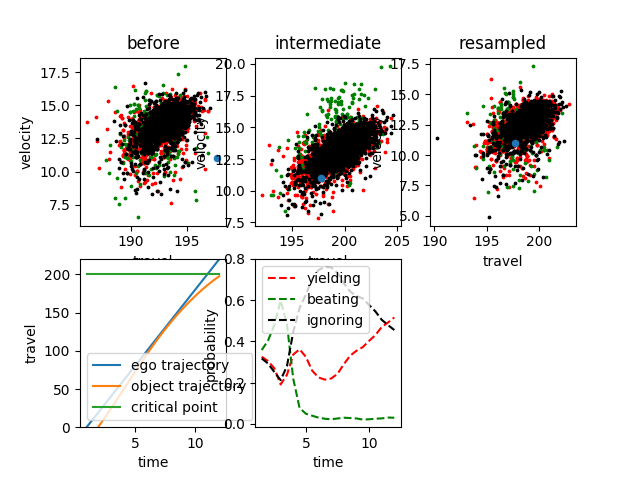 before
intermediate
resampled
17.5
15.0
12.5
10.0
7.5
velocity
190
195
travel
20.0
17.5
15.0
12.5
10.0
7.5
velocity
195
200
205
travel
17.5
15.0
12.5
10.0
7.5
5.0
190
195
200
travel
200
150
100
50
0
travel
ego trajectory
object trajectory
critical point
5
10
time
0.8
0.6
0.4
0.2
0.0
probability
yielding
beating
ignoring
5
10
time